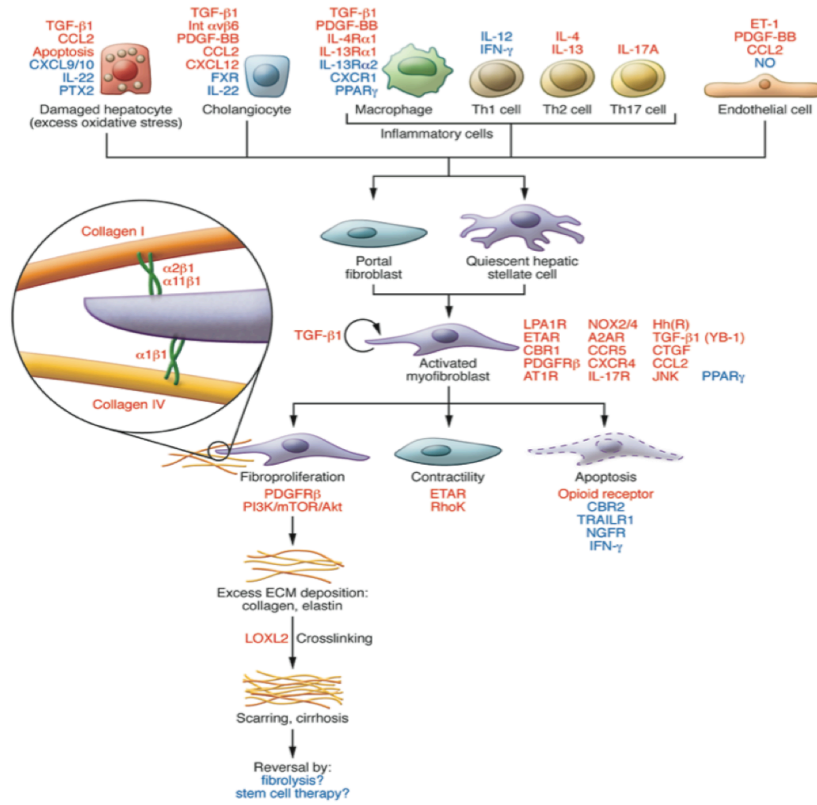 TGF-β1
CCL2
Apoptosis
CXCL9/10
IL-22
PTX2
Damaged hepatocyte
(excess oxidative stress)
TGF-β1
Int αvβ6
PDGF-BB
CCL2
CXCL12
FXR
IL-22
Cholangiocyte
TGF-β1
PDGF-BB
IL-4Rα1
IL-13Rα1
IL-13Rα2
CXCR1
PPARγ
Macrophage
IL-12
IFN-γ
Th1 cell
IL-4
IL-13
Th2 cell
IL-17A
Th17 cell
Inflammatory cells
ET-1
PDGF-BB
CCL2
NO
Endothelial cell
Collagen I
α2β1
α11β1
α1β1
Collagen IV
Portal
fibroblast
Quiescent hepatic
stellate cell
TGF-β1
Activated
myofibroblast
LPA1R NOX2/4 Hh(R)
ETAR A2AR TGF-β1 (YB-1)
CBR1 CCR5 CTGF
PDGFRβ CXCR4 CCL2
AT1R IL-17R JNK PPARγ
Fibroproliferation
PDGFRβ
PI3K/mTOR/Akt
Contractility
ETAR
RhoK
Apoptosis
Opioid receptor
CBR2
TRAILR1
NGFR
IFN-γ
Excess ECM deposition:
collagen, elastin
LOXL2 Crosslinking
Scarring, cirrhosis
Reversal by:
fibrolysis?
stem cell therapy?